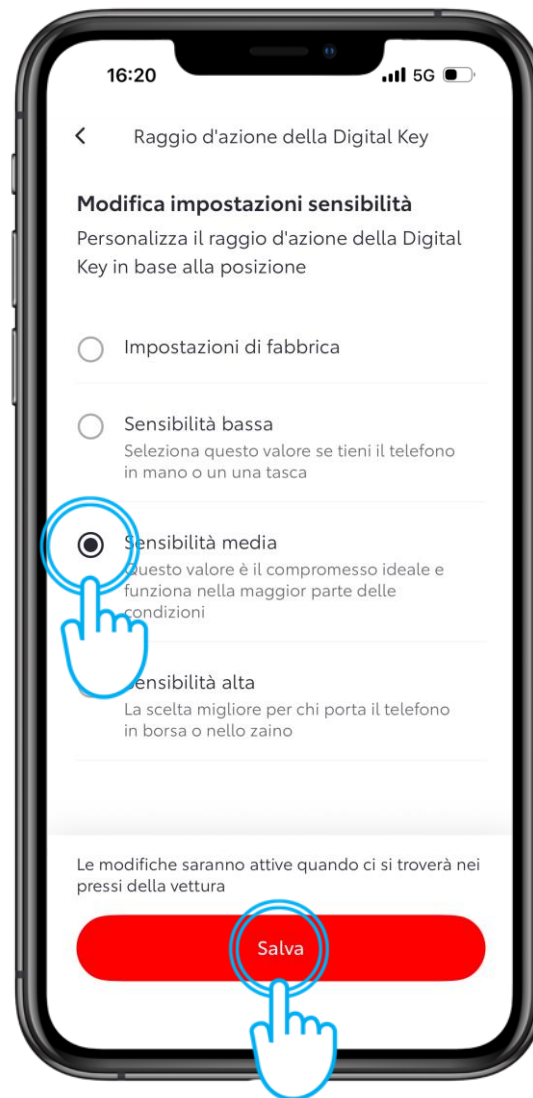 16:20
5G
Raggio d'azione della Digital Key
Modifica impostazioni sensibilità
Personalizza il raggio d'azione della Digital
Key in base alla posizione
Impostazioni di fabbrica
Sensibilità bassa
Seleziona questo valore se tieni il telefono
in mano o un una tasca
Sensibilità media
Questo valore è il compromesso ideale e
funziona nella maggior parte delle
condizioni
Sensibilità alta
La scelta migliore per chi porta il telefono
in borsa o nello zaino
Le modifiche saranno attive quando ci si troverà nei
pressi della vettura
Salva